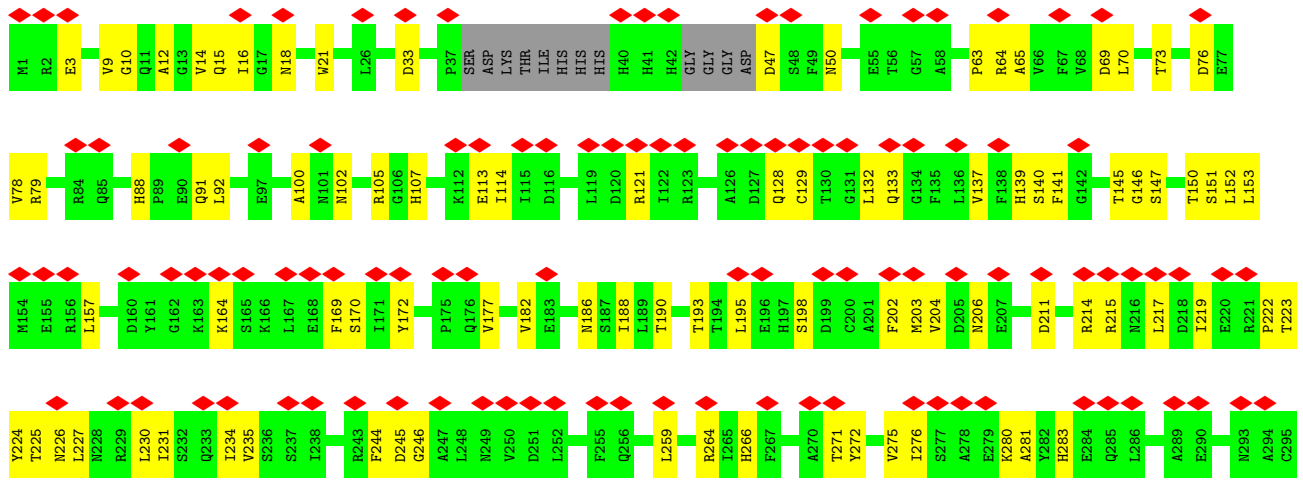 M1 R2 E3 V9 G10 Q11 A12 G13 V14 Q15 I16 G17 N18 W21 L26 D33 P37 SER ASP LYS THR ILE HIS HIS HIS H40 H41 H42 GLY GLY GLY ASP D47 S48 F49 N50 E55 T56 G57 A58 P63 R64 A65 V66 F67 V68 D69 L70 T73 D76 E77
V78 R79 R84 Q85 H88 P89 E90 Q91 L92 E97 A100 N101 N102 R105 G106 H107 K112 E113 I114 I115 D116 L119 D120 R121 I122 R123 A126 D127 Q128 C129 T130 G131 L132 Q133 G134 F135 L136 V137 F138 H139 S140 F141 G142 T145 G146 S147 T150 S151 L152 L153
M154 E155 R156 L157 D160 Y161 G162 K163 K164 S165 K166 L167 E168 F169 S170 I171 Y172 P175 Q176 V177 V182 E183 N186 S187 I188 L189 T190 T193 T194 L195 E196 H197 S198 D199 C200 A201 F202 M203 V204 D205 N206 E207 D211 R214 R215 N216 L217 D218 I219 E220 R221 P222 T223
Y224 T225 N226 L227 N228 R229 L230 I231 S232 Q233 I234 V235 S236 S237 I238 R243 F244 D245 G246 A247 L248 N249 V250 D251 L252 F255 Q256 L259 R264 I265 H266 F267 A270 T271 Y272 V275 I276 S277 A278 E279 K280 A281 Y282 H283 E284 Q285 L286 A289 E290 N293 A294 C295